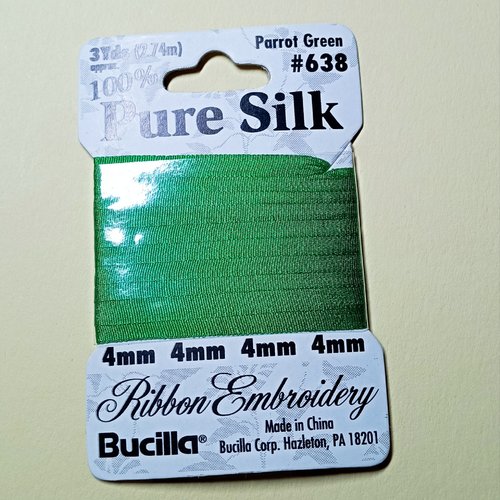 3Yds (2.74m)
approx.
Parrot Green
#638
100%
Pure Silk
4mm 4mm 4mm 4mm
Ribbon Embroidery
Bucilla®
Made in China
Bucilla Corp. Hazleton, PA 18201